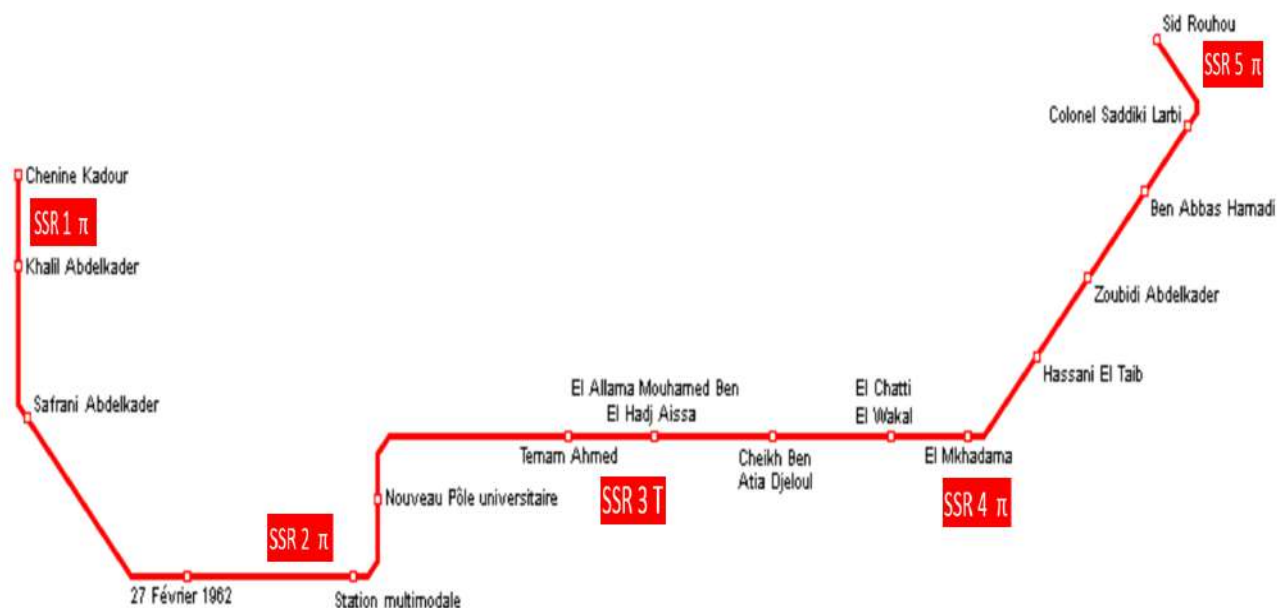 Sid Rouhou
SSR 5 π
Colonel Saddiki Larbi
Chenine Kadour
Ben Abbas Hamadi
SSR 1 π
Khalil Abdelkader
Zoubidi Abdelkader
Hassani El Taib
El Allama Mouhamed Ben
El Hadj Aissa
El Chatti
El Wakal
Safrani Abdelkader
Temam Ahmed
Cheikh Ben
Atia Djeloul
El Mkhadama
Nouveau Pôle universitaire
SSR 3 T
SSR 4 π
SSR 2 π
27 Février 1962
Station multimodale